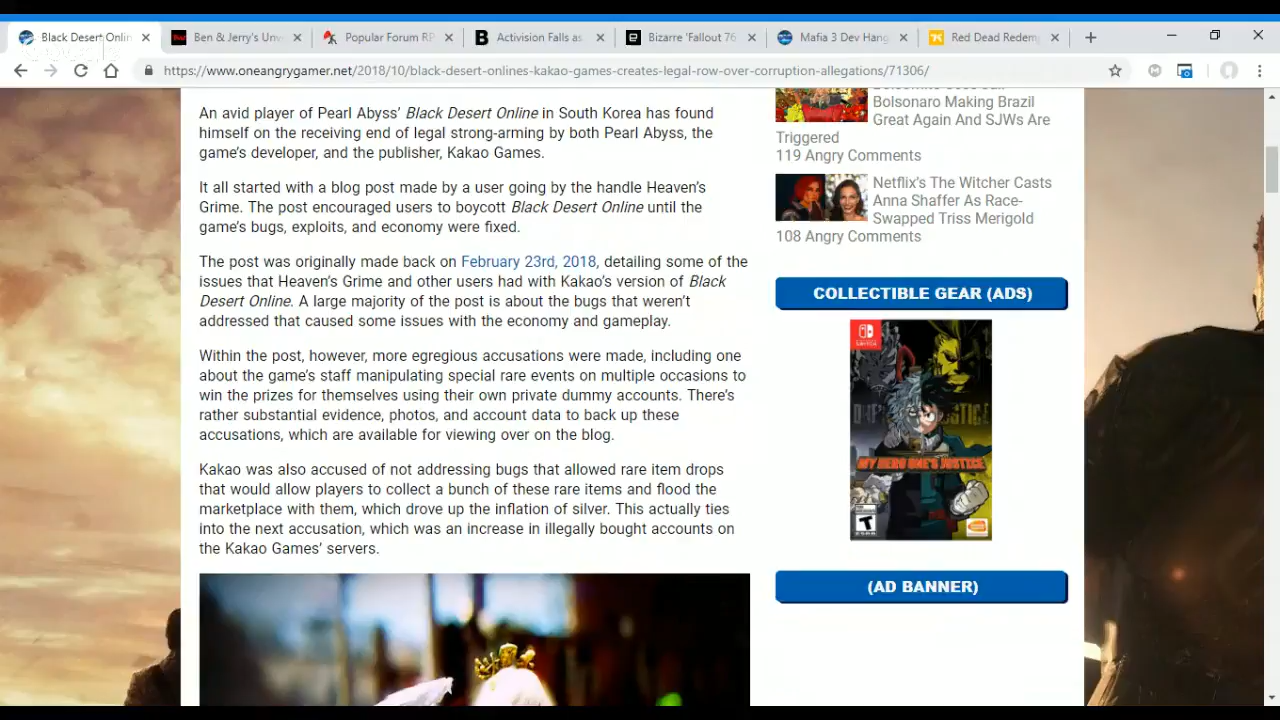 Black Desert Onlin
Ben & Jerry's Unv
Popular Forum RP
Activision Falls as
Bizarre 'Fallout 76
Mafia 3 Dev Hang
Red Dead Redemp
https://www.oneangrygamer.net/2018/10/black-desert-onlines-kakao-games-creates-legal-row-over-corruption-allegations/71306/
An avid player of Pearl Abyss' Black Desert Online in South Korea has found
himself on the receiving end of legal strong-arming by both Pearl Abyss, the
game's developer, and the publisher, Kakao Games.
It all started with a blog post made by a user going by the handle Heaven's
Grime. The post encouraged users to boycott Black Desert Online until the
game's bugs, exploits, and economy were fixed.
The post was originally made back on February 23rd, 2018, detailing some of the
issues that Heaven's Grime and other users had with Kakao's version of Black
Desert Online. A large majority of the post is about the bugs that weren't
addressed that caused some issues with the economy and gameplay.
Within the post, however, more egregious accusations were made, including one
about the game's staff manipulating special rare events on multiple occasions to
win the prizes for themselves using their own private dummy accounts. There's
rather substantial evidence, photos, and account data to back up these
accusations, which are available for viewing over on the blog.
Kakao was also accused of not addressing bugs that allowed rare item drops
that would allow players to collect a bunch of these rare items and flood the
marketplace with them, which drove up the inflation of silver. This actually ties
into the next accusation, which was an increase in illegally bought accounts on
the Kakao Games' servers.
Bolsonaro Making Brazil
Great Again And SJWs Are
Triggered
119 Angry Comments
Netflix's The Witcher Casts
Anna Shaffer As Race-
Swapped Triss Merigold
108 Angry Comments
COLLECTIBLE GEAR (ADS)
MY HERO ONE'S JUSTICE
T
(AD BANNER)